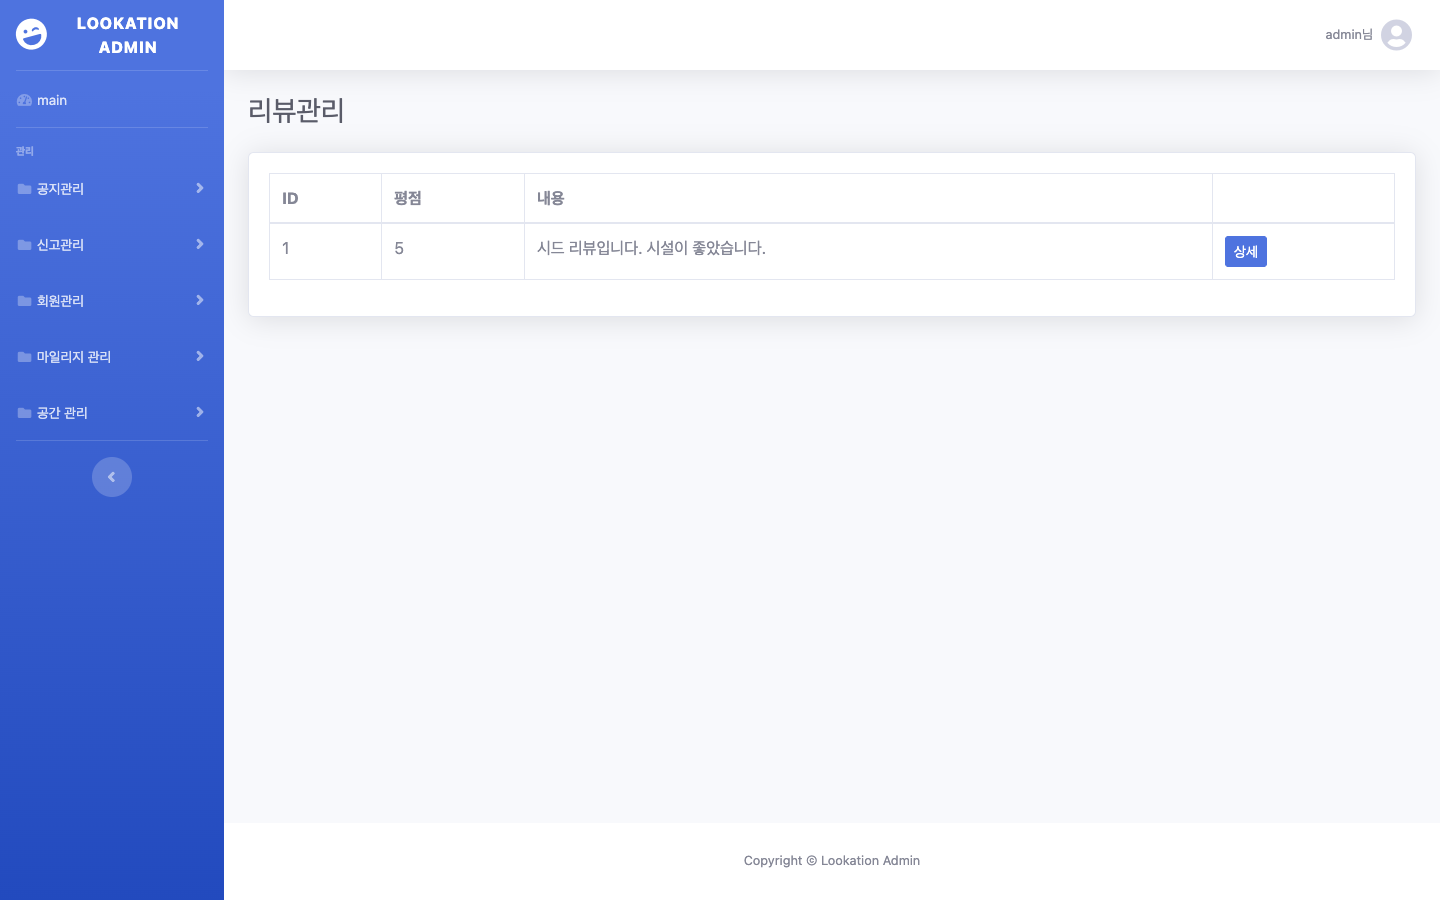 LOOKATION
ADMIN
admin님
main
관리
공지관리
신고관리
회원관리
마일리지 관리
공간 관리
리뷰관리
ID 평점 내용
1 5 시드 리뷰입니다. 시설이 좋았습니다. 상세
Copyright © Lookation Admin